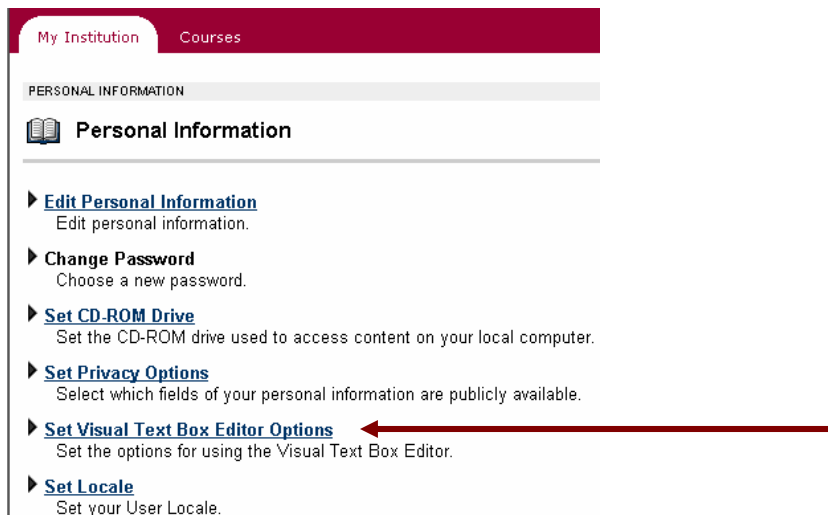 My Institution Courses
PERSONAL INFORMATION
Personal Information
Edit Personal Information
Edit personal information.
Change Password
Choose a new password.
Set CD-ROM Drive
Set the CD-ROM drive used to access content on your local computer.
Set Privacy Options
Select which fields of your personal information are publicly available.
Set Visual Text Box Editor Options
Set the options for using the Visual Text Box Editor.
Set Locale
Set your User Locale.